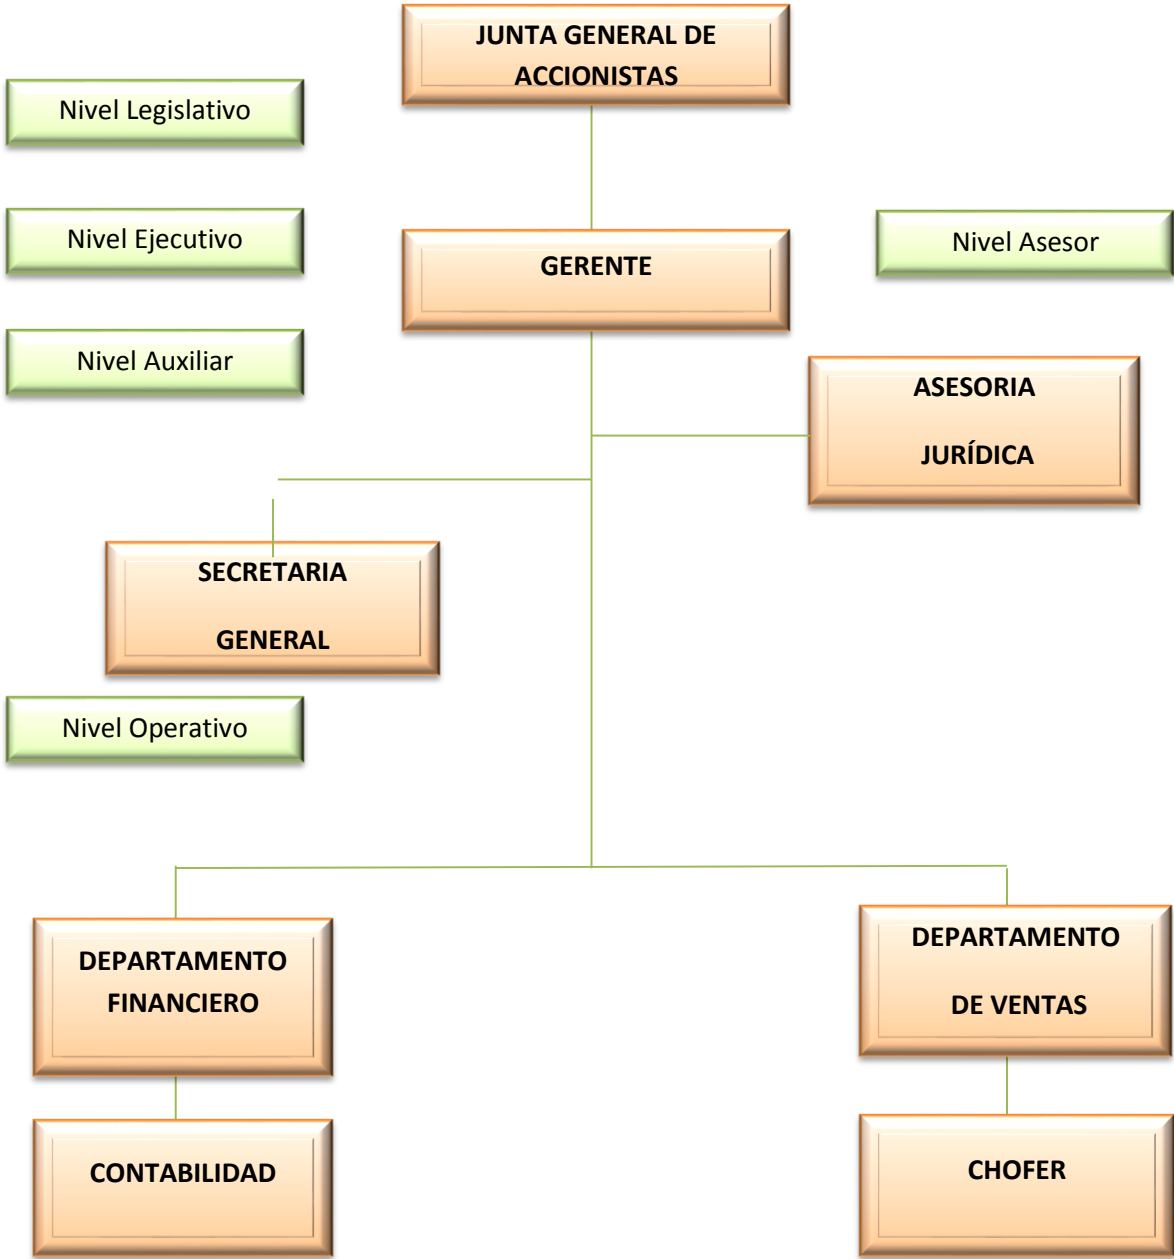 JUNTA GENERAL DE
ACCIONISTAS
Nivel Legislativo
Nivel Ejecutivo
GERENTE
Nivel Asesor
Nivel Auxiliar
ASESORIA
JURÍDICA
SECRETARIA
GENERAL
Nivel Operativo
DEPARTAMENTO
FINANCIERO
DEPARTAMENTO
DE VENTAS
CONTABILIDAD
CHOFER